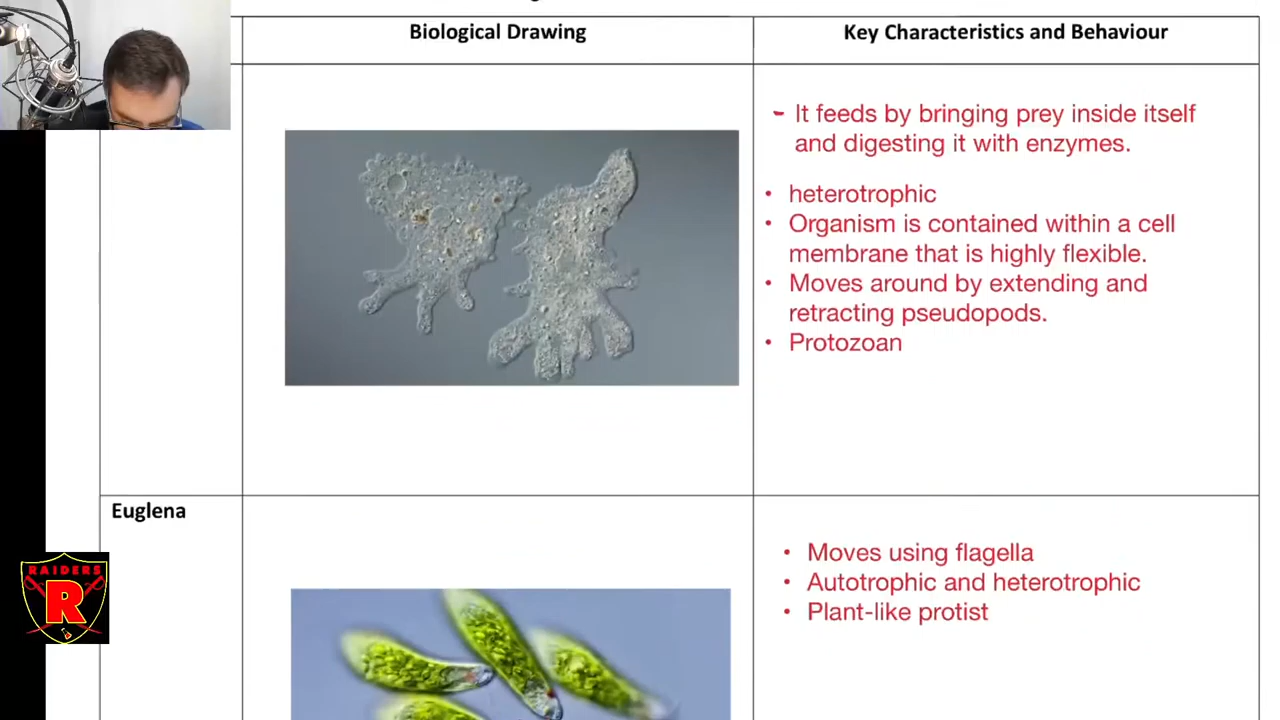 Biological Drawing
Key Characteristics and Behaviour
- It feeds by bringing prey inside itself
and digesting it with enzymes.
• heterotrophic
• Organism is contained within a cell
membrane that is highly flexible.
• Moves around by extending and
retracting pseudopods.
• Protozoan
Euglena
• Moves using flagella
• Autotrophic and heterotrophic
• Plant-like protist
RAIDERS
R